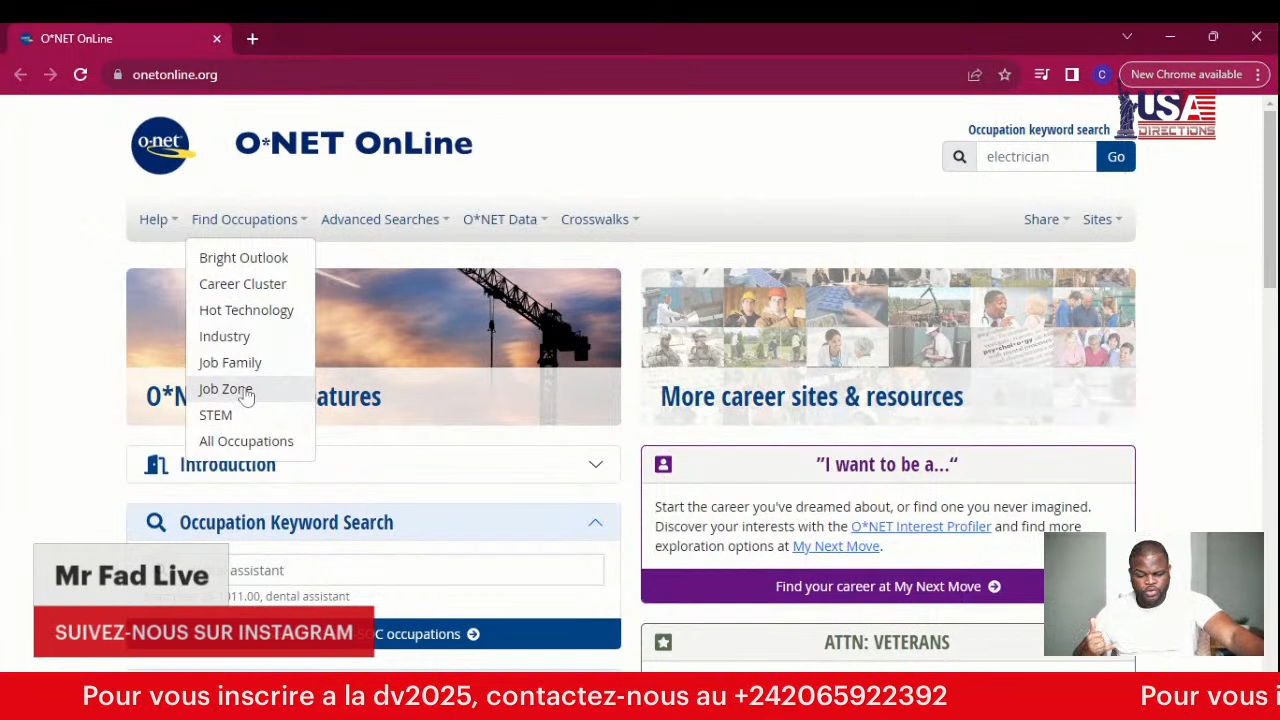 O*NET OnLine
onetonline.org
New Chrome available
C
USA
DIRECTIONS
o·net
O*NET OnLine
Occupation keyword search
electrician
Go
Help
Find Occupations
Advanced Searches
O*NET Data
Crosswalks
Share
Sites
Bright Outlook
Career Cluster
Hot Technology
Industry
Job Family
Job Zone
STEM
All Occupations
O*N
atures
More career sites & resources
Introduction
Occupation Keyword Search
assistant
011.00, dental assistant
occupations
"I want to be a..."
Start the career you've dreamed about, or find one you never imagined.
Discover your interests with the O*NET Interest Profiler and find more
exploration options at My Next Move.
Find your career at My Next Move
ATTN: VETERANS
Mr Fad Live
SUIVEZ-NOUS SUR INSTAGRAM
Pour vous inscrire a la dv2025, contactez-nous au +242065922392
Pour vous i